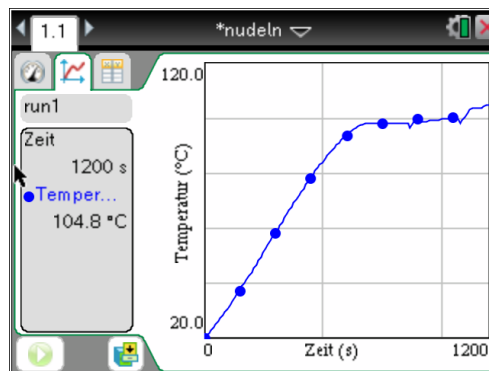 1.1
*nudeln
run1
Zeit
1200 s
Temper...
104.8 °C
120.0
Temperatur (°C)
20.0
0
Zeit (s)
1200